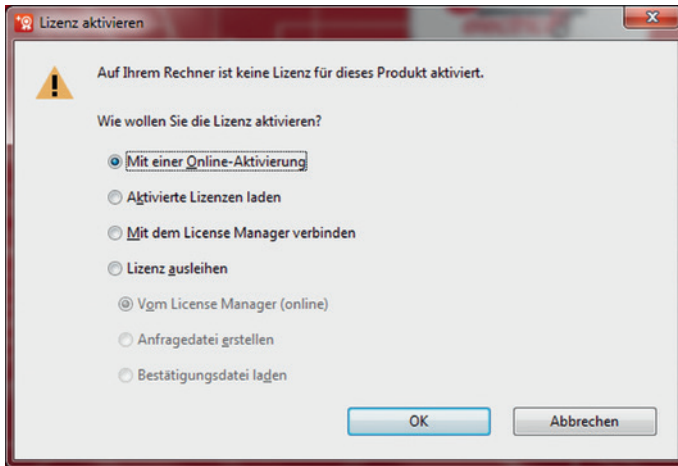 Lizenz aktivieren
Auf Ihrem Rechner ist keine Lizenz für dieses Produkt aktiviert.
Wie wollen Sie die Lizenz aktivieren?
Mit einer Online-Aktivierung
Aktivierte Lizenzen laden
Mit dem License Manager verbinden
Lizenz ausleihen
Vom License Manager (online)
Anfragedatei erstellen
Bestätigungsdatei laden
OK Abbrechen